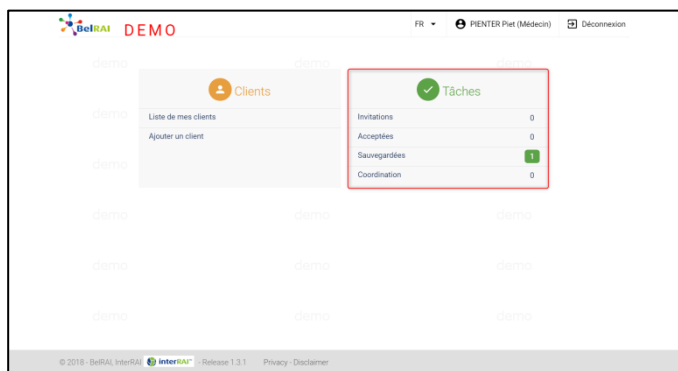 BelRAI DEMO FR PIENTER Piet (Médecin) Déconnexion
demo demo demo
Clients
Tâches
demo
Liste de mes clients
Ajouter un client
Invitations 0
Acceptées 0
Sauvegardées 1
Coordination 0
demo
demo demo demo
demo demo demo
demo demo demo
© 2018 - BelRAI, InterRAI interRAI - Release 1.3.1 Privacy - Disclaimer